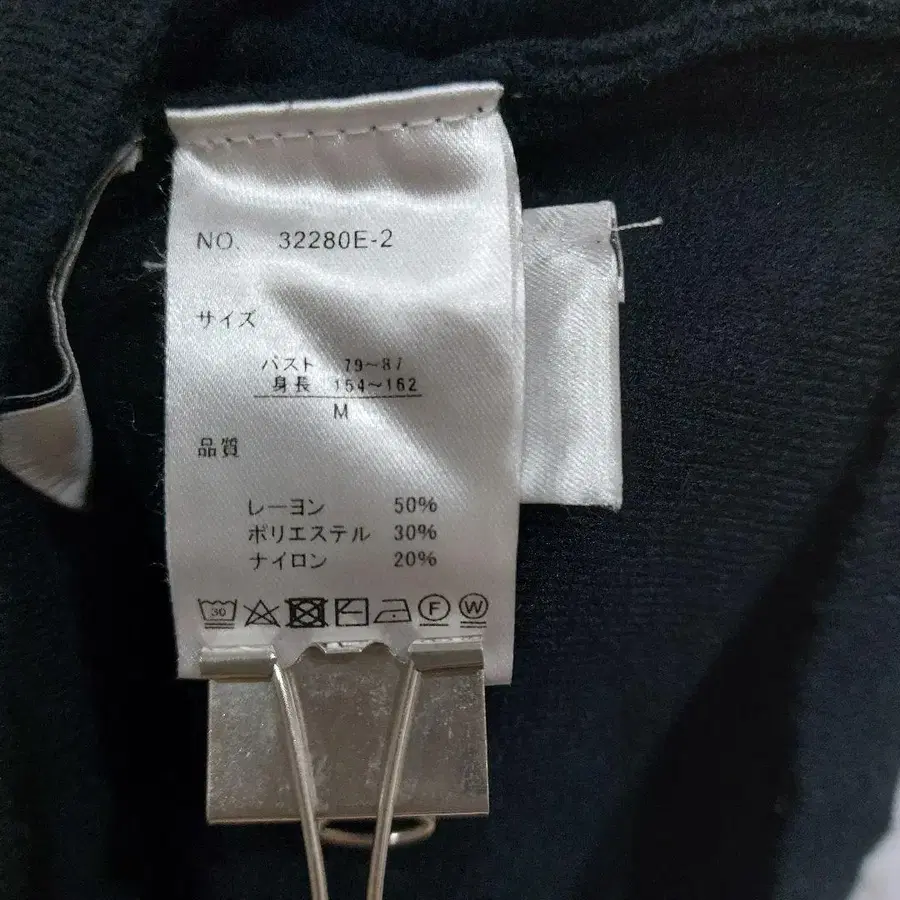 NO. 32280E-2
サイズ
バスト 79~87
身長 154~162
M
品質
レーヨン 50%
ポリエステル 30%
ナイロン 20%
30 F W